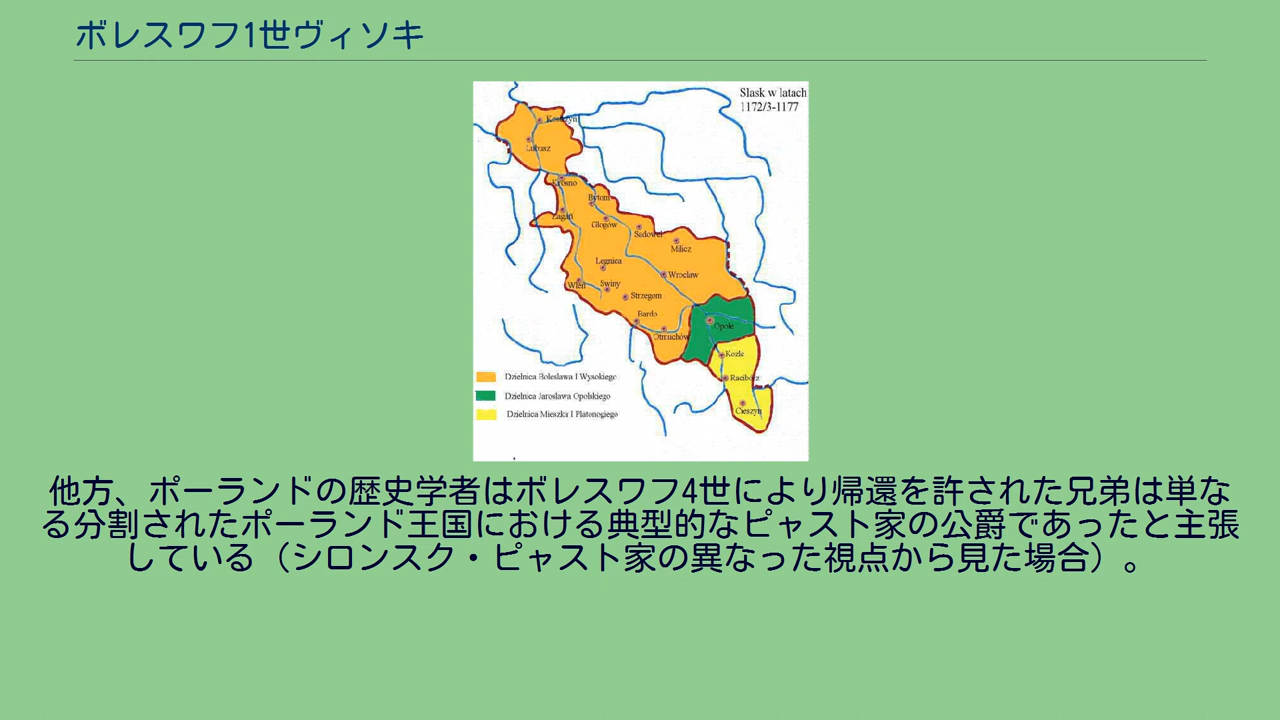 ボレスワフ1世ヴィソキ
Slask w latach
1172/3-1177
Kostrzyn
Lubusz
Krosno
Bytom
Żagań
Głogów
Sadowel
Milicz
Legnica
Wrocław
Wleń
Świny
Strzegom
Bardo
Opole
Otmuchów
Koźle
Racibórz
Cieszyn
Dzielnica Bolesława I Wysokiego
Dzielnica Jarosława Opolskiego
Dzielnica Mieszka I Platonogiego
他方、ポーランドの歴史学者はボレスワフ4世により帰還を許された兄弟は単な
る分割されたポーランド王国における典型的なピャスト家の公爵であったと主張
している（シロンスク・ピャスト家の異なった視点から見た場合）。